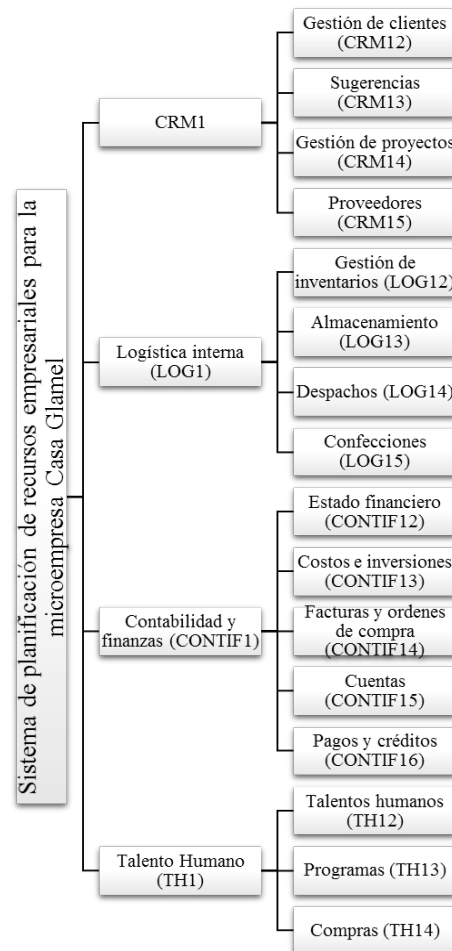 Sistema de planificación de recursos empresariales para la
microempresa Casa Glamel
CRM1
Gestión de clientes
(CRM12)
Sugerencias
(CRM13)
Gestión de proyectos
(CRM14)
Proveedores
(CRM15)
Logística interna
(LOG1)
Gestión de
inventarios (LOG12)
Almacenamiento
(LOG13)
Despachos (LOG14)
Confecciones
(LOG15)
Contabilidad y
finanzas (CONTIF1)
Estado financiero
(CONTIF12)
Costos e inversiones
(CONTIF13)
Facturas y ordenes
de compra
(CONTIF14)
Cuentas
(CONTIF15)
Pagos y créditos
(CONTIF16)
Talento Humano
(TH1)
Talentos humanos
(TH12)
Programas (TH13)
Compras (TH14)